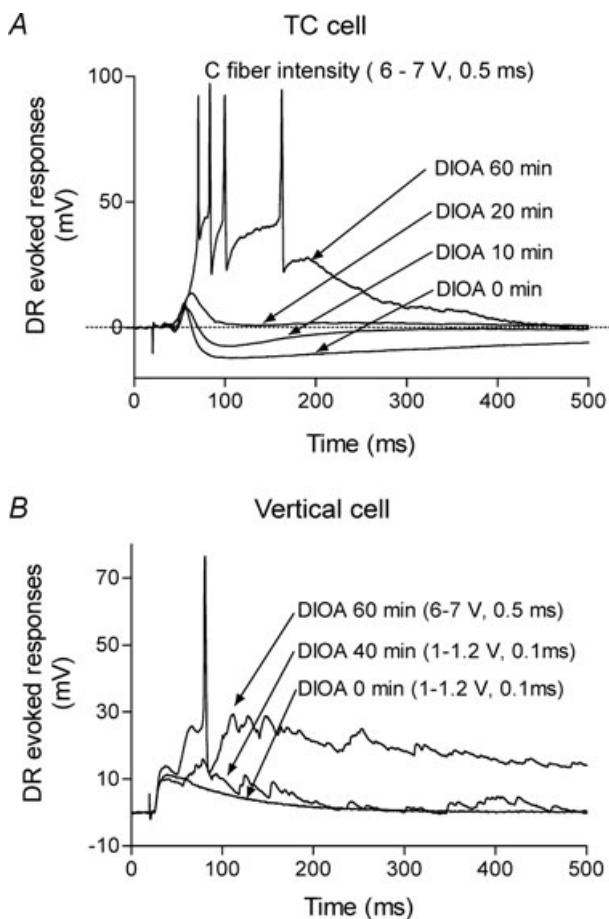 A
TC cell
C fiber intensity ( 6 - 7 V, 0.5 ms)
100
50
0
DR evoked responses
(mV)
DIOA 60 min
DIOA 20 min
DIOA 10 min
DIOA 0 min
0
100
200
300
400
500
Time (ms)
B
Vertical cell
70
50
30
10
-10
DR evoked responses
(mV)
DIOA 60 min (6-7 V, 0.5 ms)
DIOA 40 min (1-1.2 V, 0.1ms)
DIOA 0 min (1-1.2 V, 0.1ms)
0
100
200
300
400
500
Time (ms)